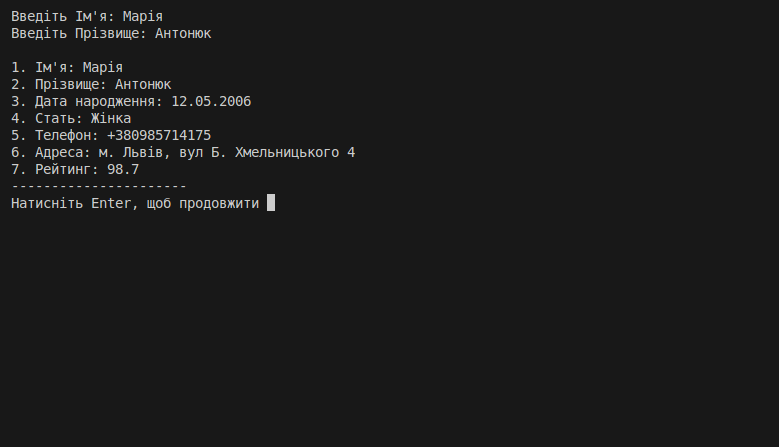 Введіть Ім'я: Марія
Введіть Прізвище: Антонюк
1. Ім'я: Марія
2. Прізвище: Антонюк
3. Дата народження: 12.05.2006
4. Стать: Жінка
5. Телефон: +380985714175
6. Адреса: м. Львів, вул Б. Хмельницького 4
7. Рейтинг: 98.7
----------------------
Натисніть Enter, щоб продовжити